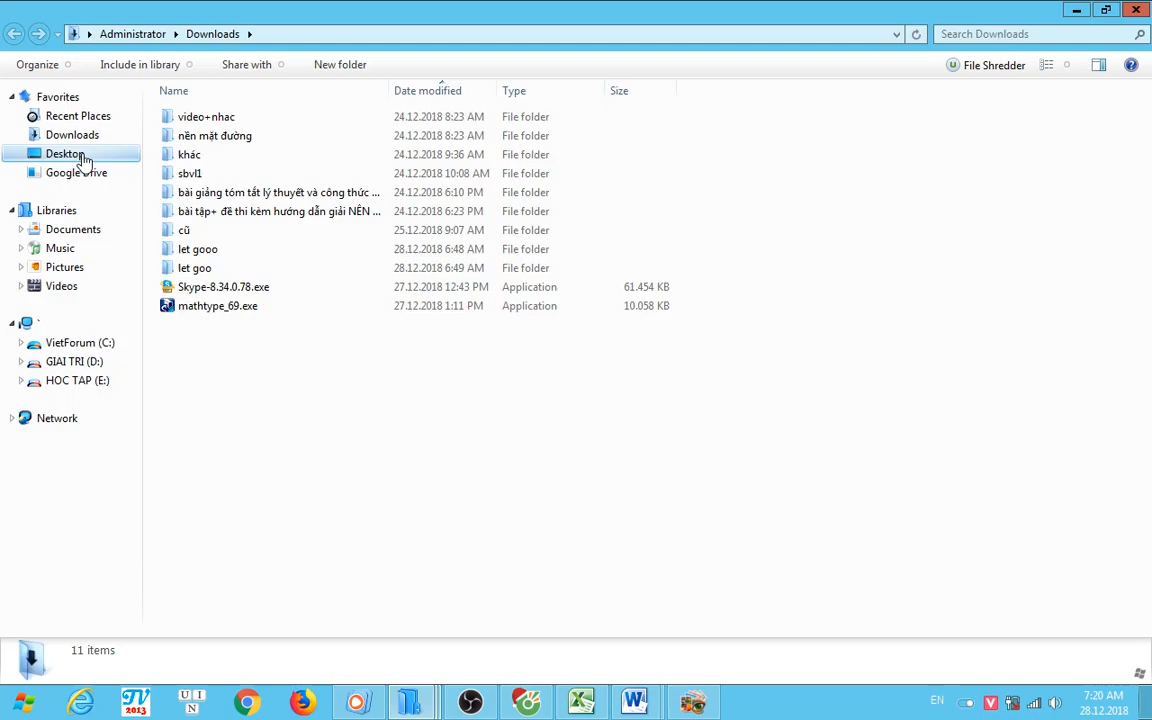 Administrator Downloads
Search Downloads
Organize Include in library Share with New folder File Shredder
Name Date modified Type Size
Favorites
Recent Places
Downloads
Desktop
Google Drive
Libraries
Documents
Music
Pictures
Videos
VietForum (C:)
GIAI TRI (D:)
HOC TAP (E:)
Network
video+nhac 24.12.2018 8:23 AM File folder
nền mặt đường 24.12.2018 8:23 AM File folder
khác 24.12.2018 9:36 AM File folder
sbvl1 24.12.2018 10:08 AM File folder
bài giảng tóm tắt lý thuyết và công thức ... 24.12.2018 6:10 PM File folder
bài tập+ đề thi kèm hướng dẫn giải NÊN ... 24.12.2018 6:23 PM File folder
cũ 25.12.2018 9:07 AM File folder
let gooo 28.12.2018 6:48 AM File folder
let goo 28.12.2018 6:49 AM File folder
Skype-8.34.0.78.exe 27.12.2018 12:43 PM Application 61.454 KB
mathtype_69.exe 27.12.2018 1:11 PM Application 10.058 KB
11 items
TV 2013
U I N
EN
V
7:20 AM
28.12.2018